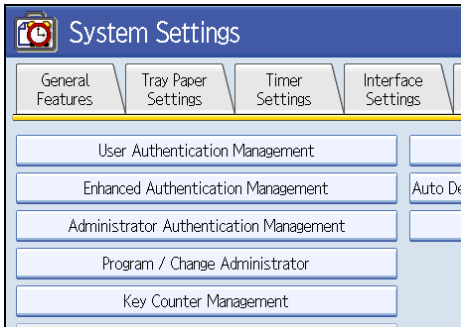 System Settings
General
Features
Tray Paper
Settings
Timer
Settings
Interface
Settings
User Authentication Management
Enhanced Authentication Management
Auto De
Administrator Authentication Management
Program / Change Administrator
Key Counter Management